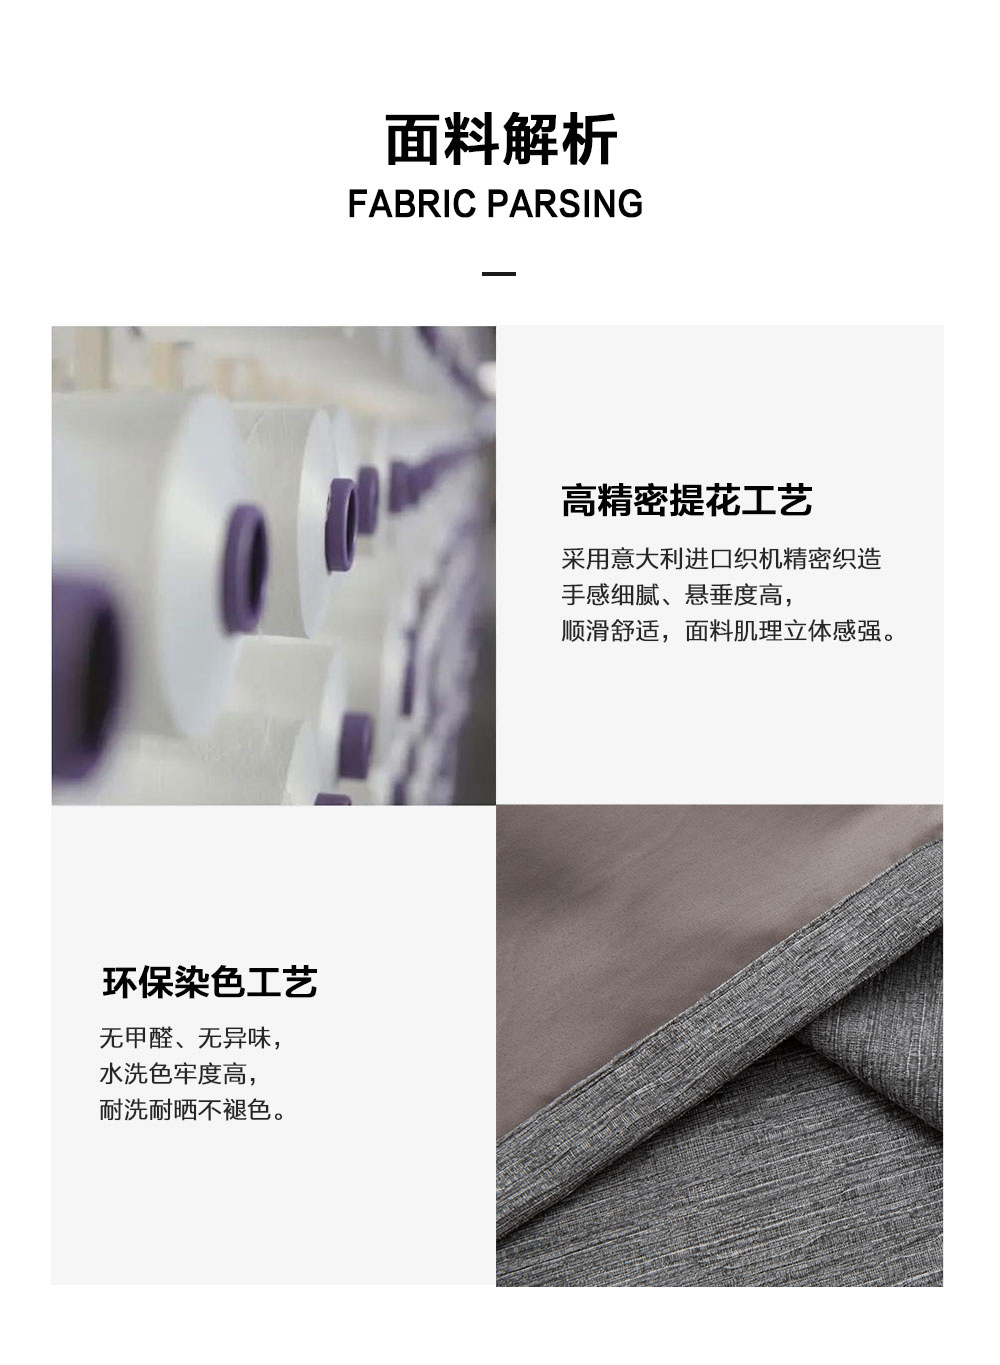 面料解析
FABRIC PARSING
高精密提花工艺
采用意大利进口织机精密织造
手感细腻、悬垂度高，
顺滑舒适，面料肌理立体感强。
环保染色工艺
无甲醛、无异味，
水洗色牢度高，
耐洗耐晒不褪色。